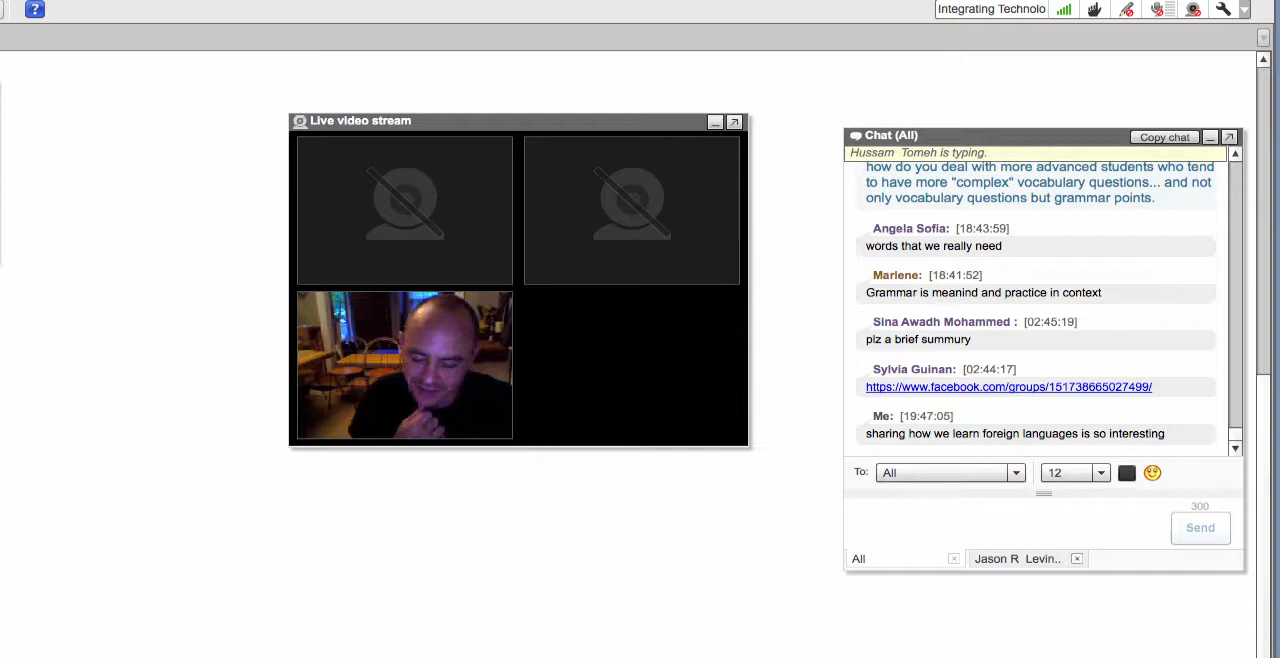 ?
Integrating Technolo
Live video stream
Chat (All)
Copy chat
Hussam Tomeh is typing.
how do you deal with more advanced students who tend
to have more "complex" vocabulary questions... and not
only vocabulary questions but grammar points.
Angela Sofia: [18:43:59]
words that we really need
Marlene: [18:41:52]
Grammar is meanind and practice in context
Sina Awadh Mohammed : [02:45:19]
plz a brief summury
Sylvia Guinan: [02:44:17]
https://www.facebook.com/groups/151738665027499/
Me: [19:47:05]
sharing how we learn foreign languages is so interesting
To: All 12
300
Send
All
Jason R Levin..